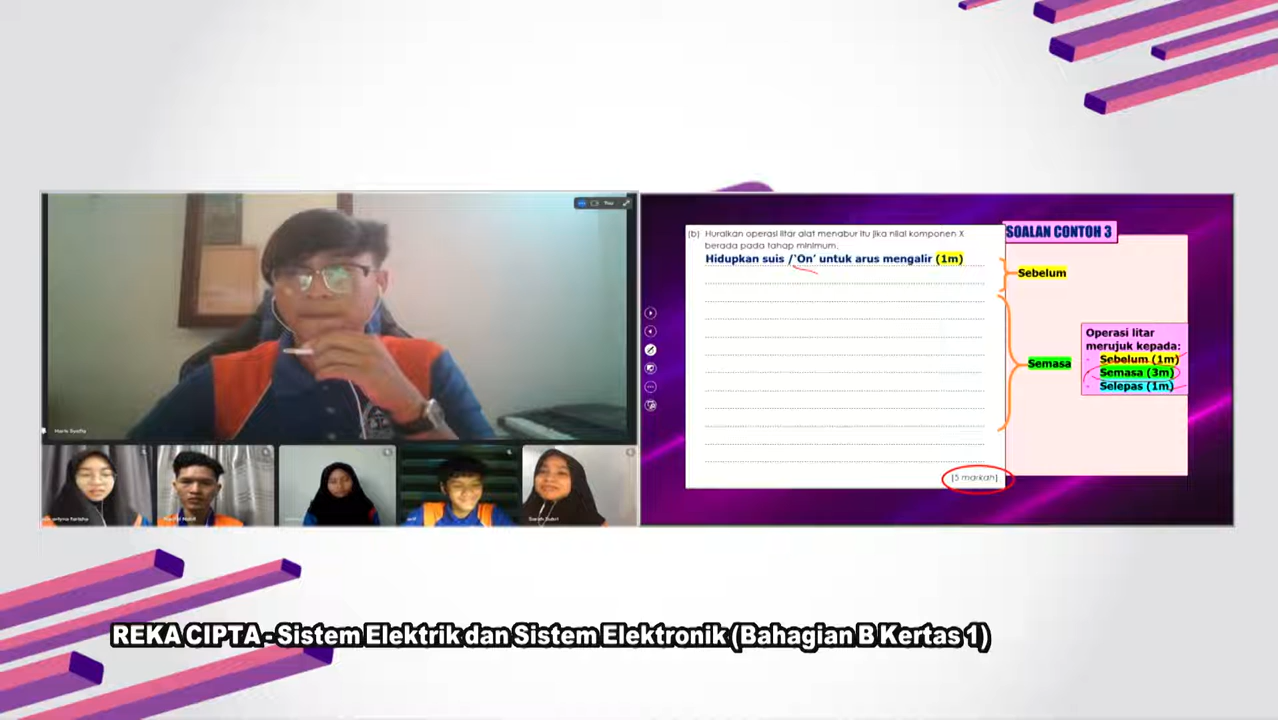 You
(b) Huraikan operasi litar alat menabur itu jika nilai komponen X
berada pada tahap minimum.
Hidupkan suis /‘On’ untuk arus mengalir (1m)
[5 markah]
SOALAN CONTOH 3
Sebelum
Semasa
Operasi litar
merujuk kepada:
Sebelum (1m)
Semasa (3m)
Selepas (1m)
REKA CIPTA - Sistem Elektrik dan Sistem Elektronik (Bahagian B Kertas 1)